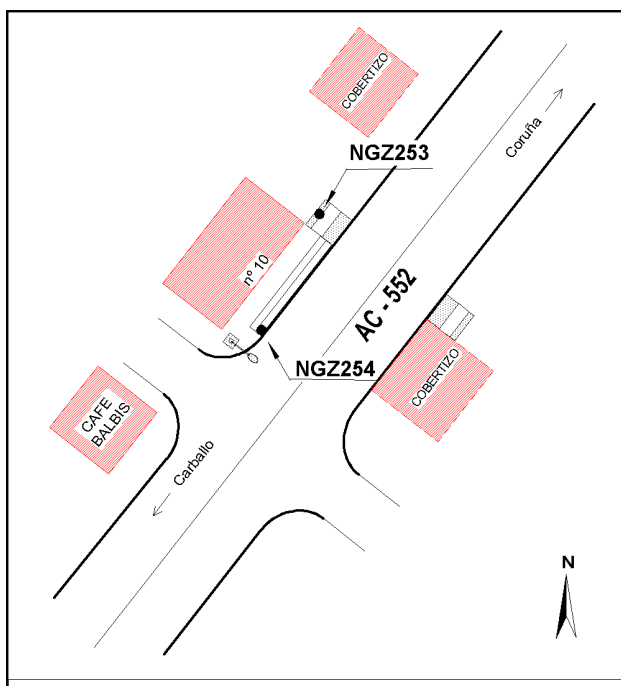 COBERTIZO
NGZ253
Coruña
nº 10
AC - 552
NGZ254
COBERTIZO
CAFE
BALBIS
Carballo
N